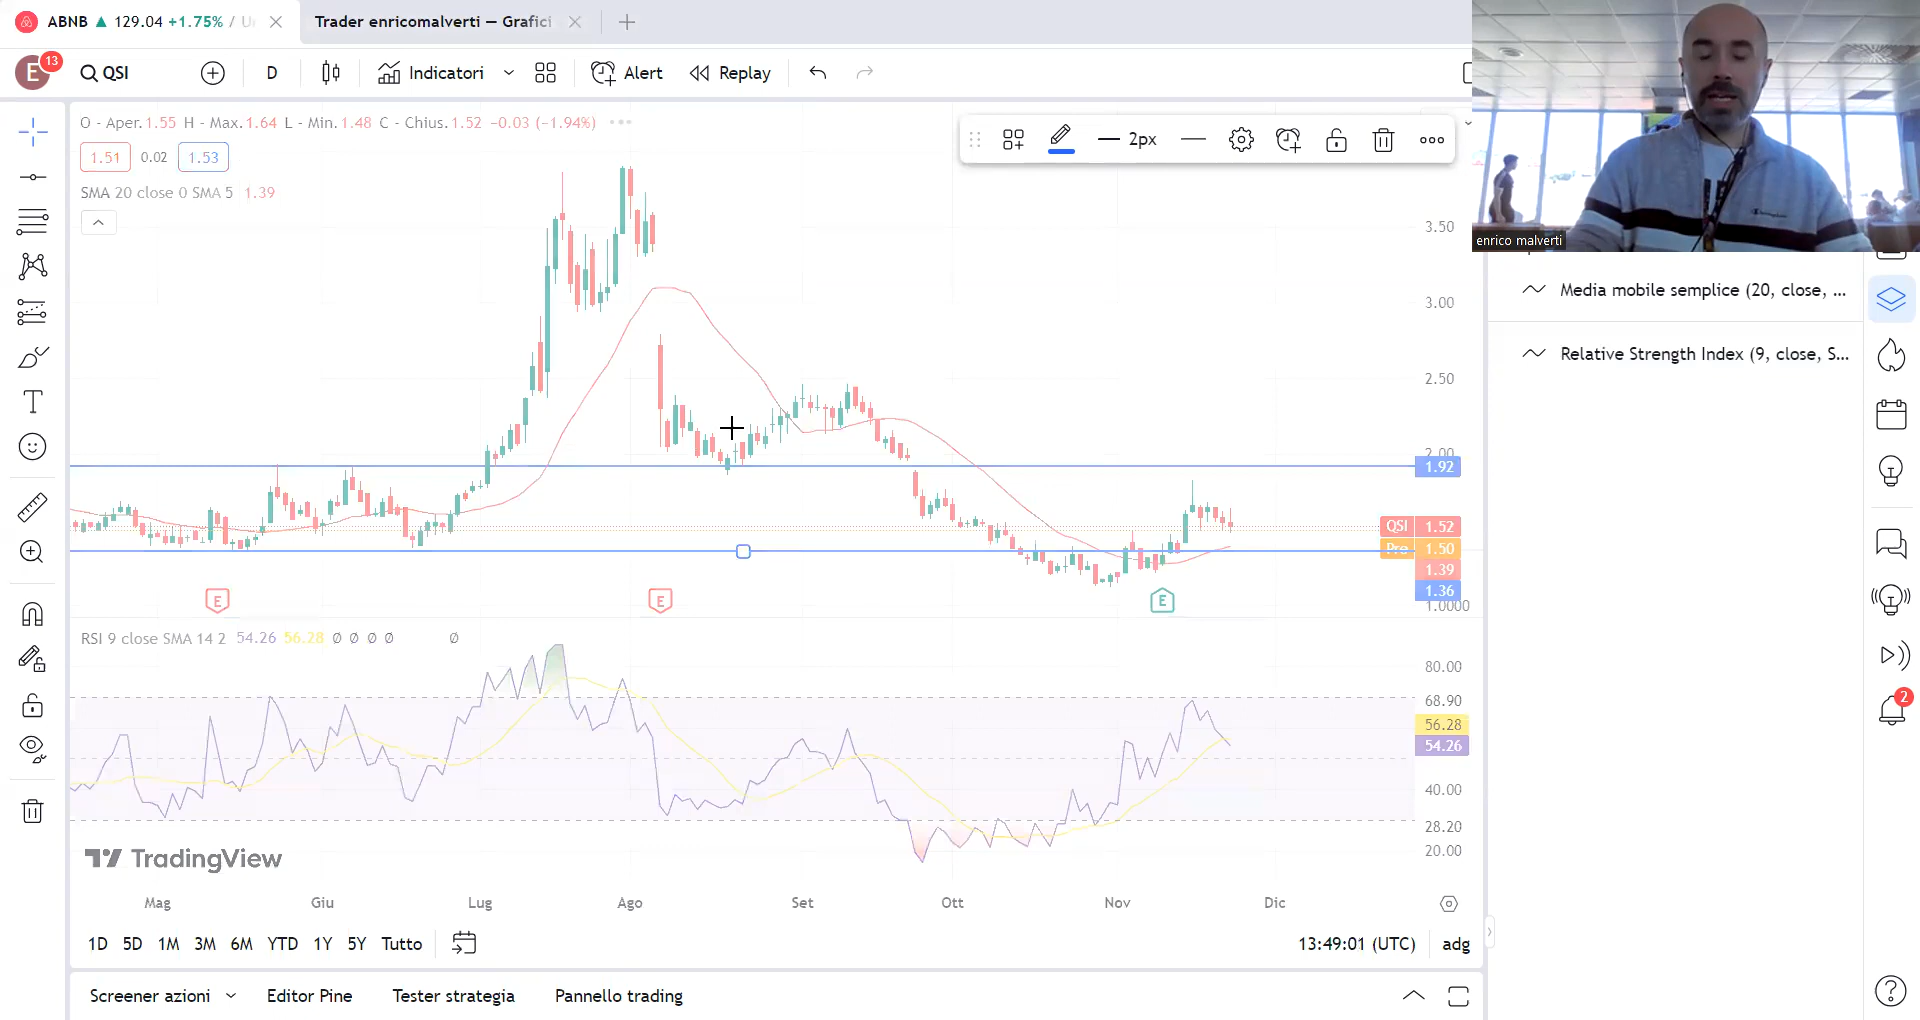 ABNB ▲ 129.04 +1.75% / U
Trader enricomalverti — Grafici
E 13
QSI
D
Indicatori
Alert
Replay
O - Aper. 1.55 H - Max. 1.64 L - Min. 1.48 C - Chius. 1.52 −0.03 (−1.94%)
1.51 0.02 1.53
SMA 20 close 0 SMA 5 1.39
2px
enrico malverti
Media mobile semplice (20, close, ...
Relative Strength Index (9, close, S...
3.50
3.00
2.50
2.00
1.92
QSI 1.52
Pre 1.50
1.39
1.36
1.0000
E
E
E
RSI 9 close SMA 14 2 54.26 56.28 Ø Ø Ø Ø Ø
80.00
68.90
56.28
54.26
40.00
28.20
20.00
2
TradingView
Mag Giu Lug Ago Set Ott Nov Dic
1D 5D 1M 3M 6M YTD 1Y 5Y Tutto
13:49:01 (UTC) adg
Screener azioni Editor Pine Tester strategia Pannello trading